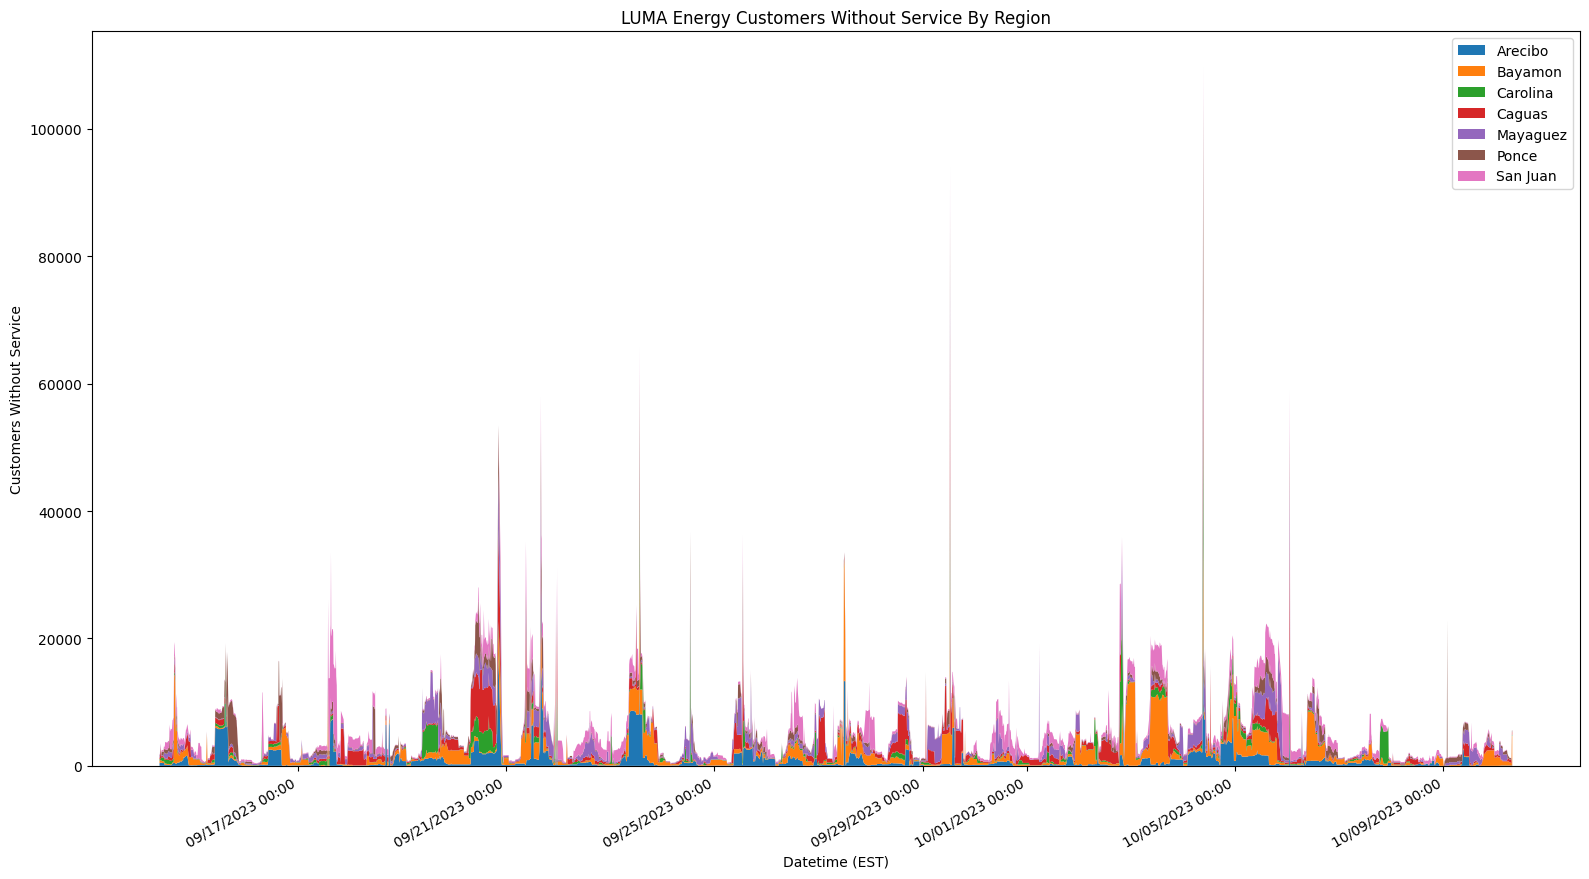 LUMA Energy Customers Without Service By Region
Arecibo
Bayamon
Carolina
Caguas
Mayaguez
Ponce
San Juan
100000
80000
60000
40000
20000
0
Customers Without Service
09/17/2023 00:00
09/21/2023 00:00
09/25/2023 00:00
09/29/2023 00:00
10/01/2023 00:00
10/05/2023 00:00
10/09/2023 00:00
Datetime (EST)